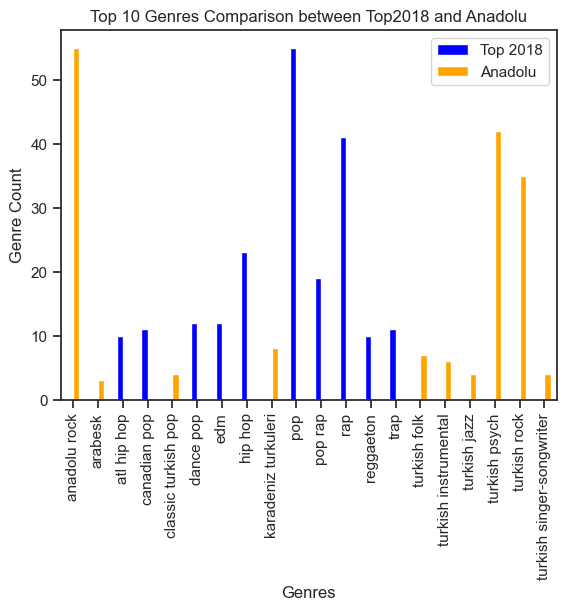 Top 10 Genres Comparison between Top2018 and Anadolu
Top 2018
Anadolu
Genre Count
50
40
30
20
10
0
anadolu rock
arabesk
atl hip hop
canadian pop
classic turkish pop
dance pop
edm
hip hop
karadeniz turkuleri
pop
pop rap
rap
reggaeton
trap
turkish folk
turkish instrumental
turkish jazz
turkish psych
turkish rock
turkish singer-songwriter
Genres